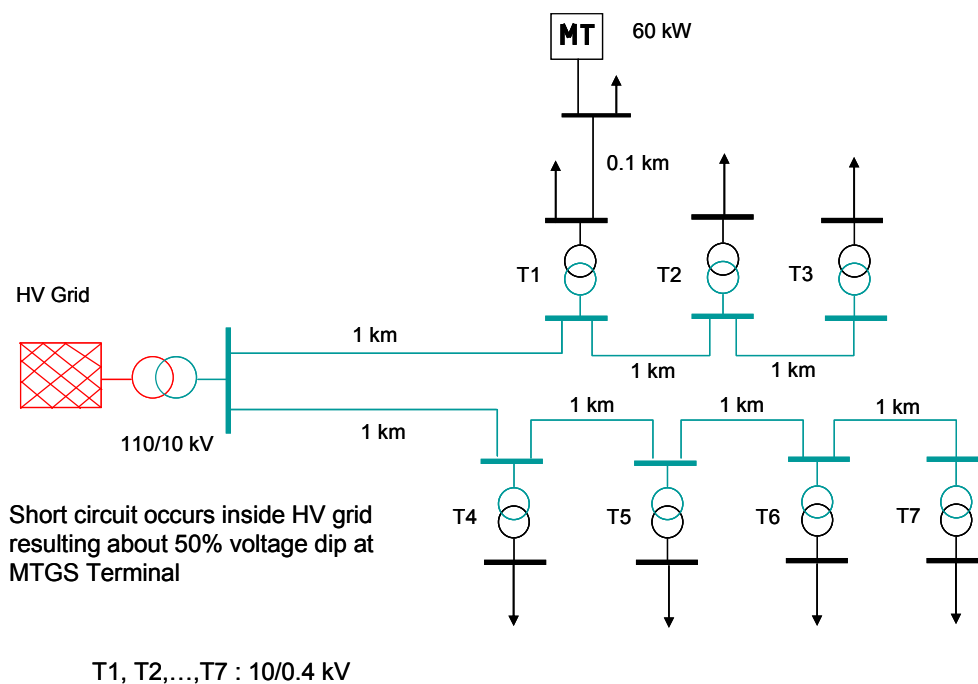 MT
60 kW
0.1 km
T1
T2
T3
HV Grid
1 km
1 km
1 km
1 km
1 km
1 km
1 km
110/10 kV
T4
T5
T6
T7
Short circuit occurs inside HV grid
resulting about 50% voltage dip at
MTGS Terminal
T1, T2,...,T7 : 10/0.4 kV